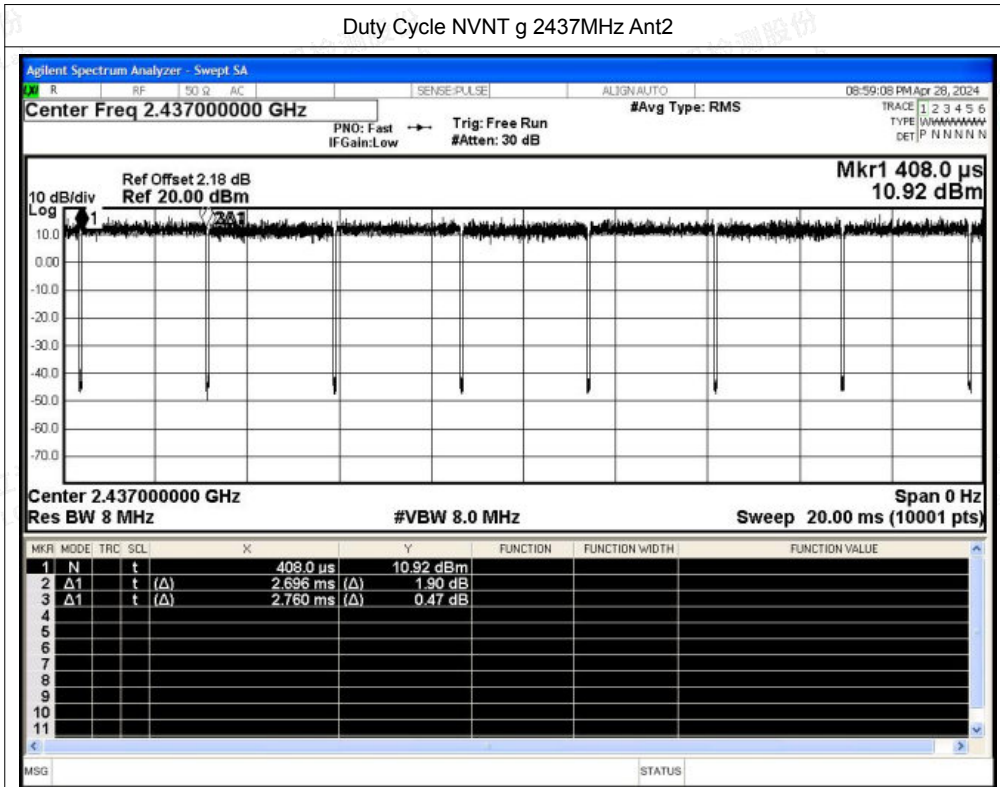 Duty Cycle NVNT g 2437MHz Ant2
Agilent Spectrum Analyzer - Swept SA
R RF 50 Ω AC SENSE:PULSE ALIGN AUTO 08:59:08 PM Apr 28, 2024
Center Freq 2.437000000 GHz #Avg Type: RMS TRACE 1 2 3 4 5 6
PNO: Fast Trig: Free Run TYPE
IFGain:Low #Atten: 30 dB DET P N N N N N
Mkr1 408.0 µs
Ref Offset 2.18 dB
10 dB/div Ref 20.00 dBm 10.92 dBm
Log
1 2Δ1
10.0
0.00
-10.0
-20.0
-30.0
-40.0
-50.0
-60.0
-70.0
Center 2.437000000 GHz Span 0 Hz
Res BW 8 MHz #VBW 8.0 MHz Sweep 20.00 ms (10001 pts)
MKR MODE TRC SCL X Y FUNCTION FUNCTION WIDTH FUNCTION VALUE
1 N t 408.0 µs 10.92 dBm
2 Δ1 t (Δ) 2.696 ms (Δ) 1.90 dB
3 Δ1 t (Δ) 2.760 ms (Δ) 0.47 dB
4
5
6
7
8
9
10
11
MSG STATUS